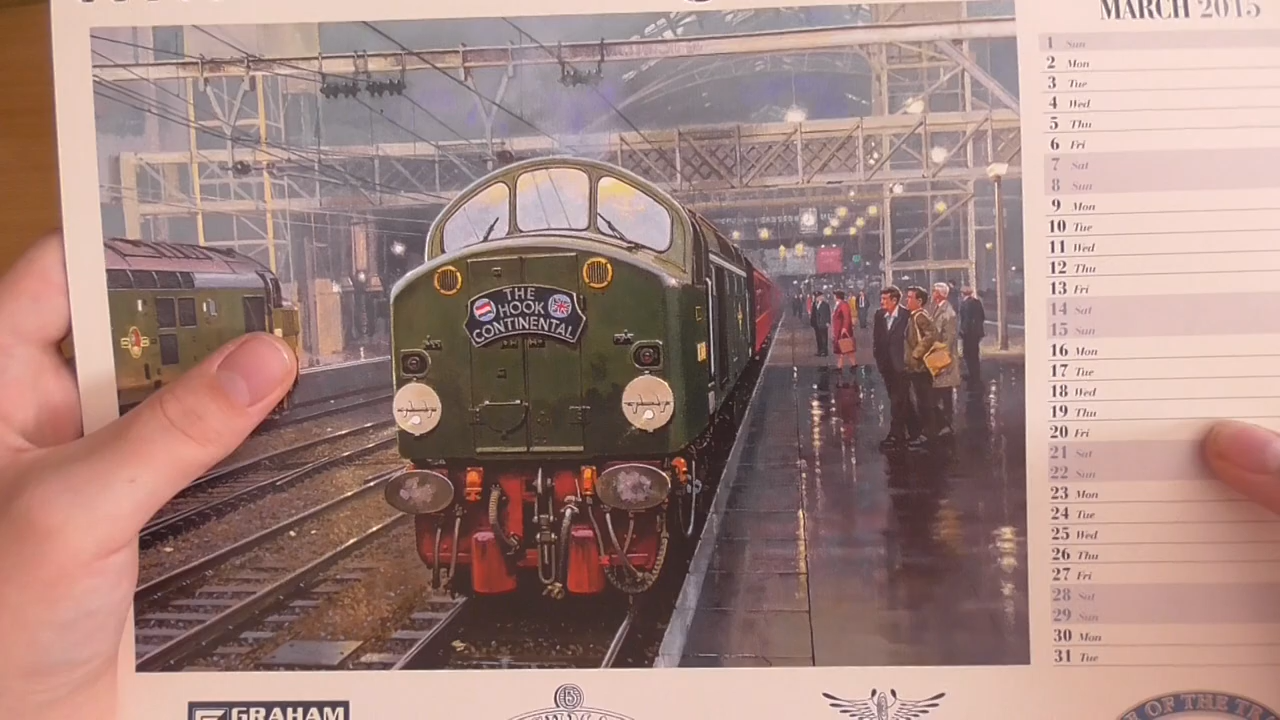 MARCH 2015
1 Sun
2 Mon
3 Tue
4 Wed
5 Thu
6 Fri
7 Sat
8 Sun
9 Mon
10 Tue
11 Wed
12 Thu
13 Fri
14 Sat
15 Sun
16 Mon
17 Tue
18 Wed
19 Thu
20 Fri
21 Sat
22 Sun
23 Mon
24 Tue
25 Wed
26 Thu
27 Fri
28 Sat
29 Sun
30 Mon
31 Tue
THE
HOOK
CONTINENTAL
GRAHAM
OF THE